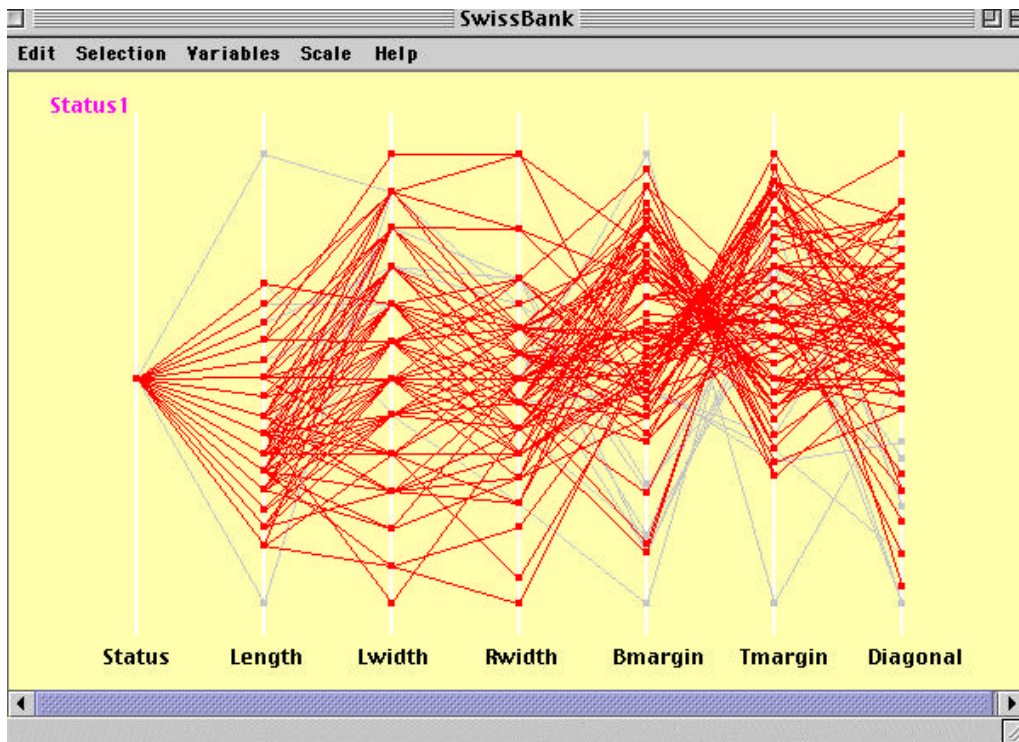 SwissBank
Edit Selection Variables Scale Help
Status1
Status Length Lwidth Rwidth Bmargin Tmargin Diagonal